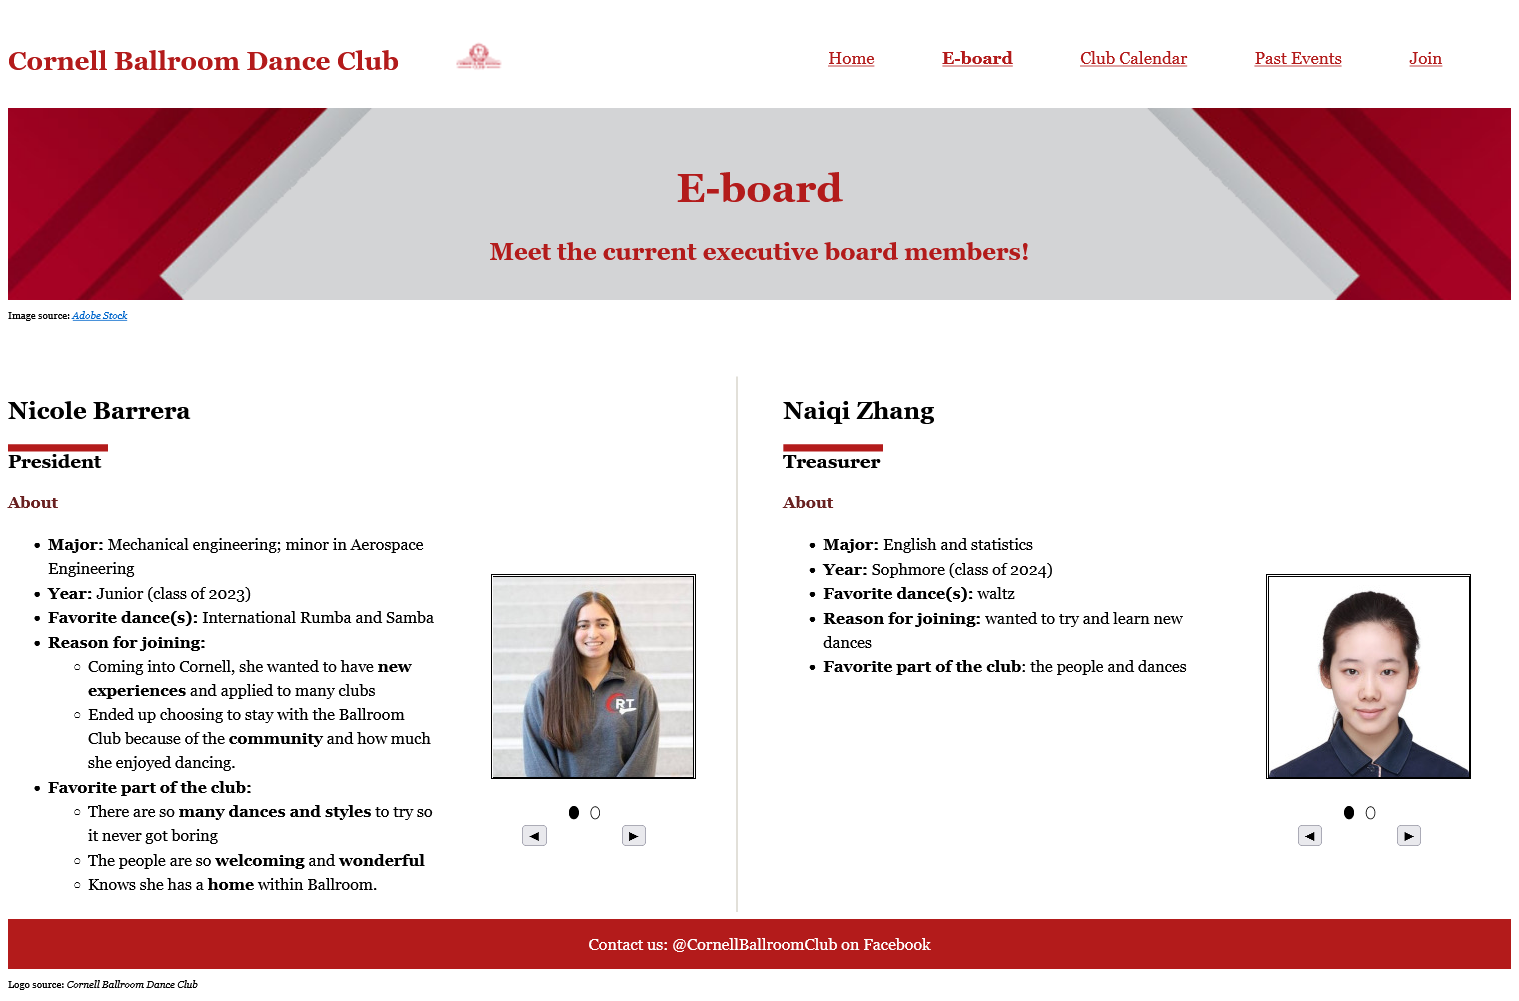 Cornell Ballroom Dance Club
Home E-board Club Calendar Past Events Join
E-board
Meet the current executive board members!
Image source: Adobe Stock
Nicole Barrera
President
About
• Major: Mechanical engineering; minor in Aerospace
Engineering
• Year: Junior (class of 2023)
• Favorite dance(s): International Rumba and Samba
• Reason for joining:
○ Coming into Cornell, she wanted to have new
experiences and applied to many clubs
○ Ended up choosing to stay with the Ballroom
Club because of the community and how much
she enjoyed dancing.
• Favorite part of the club:
○ There are so many dances and styles to try so
it never got boring
○ The people are so welcoming and wonderful
○ Knows she has a home within Ballroom.
RT
Naiqi Zhang
Treasurer
About
• Major: English and statistics
• Year: Sophmore (class of 2024)
• Favorite dance(s): waltz
• Reason for joining: wanted to try and learn new
dances
• Favorite part of the club: the people and dances
Contact us: @CornellBallroomClub on Facebook
Logo source: Cornell Ballroom Dance Club